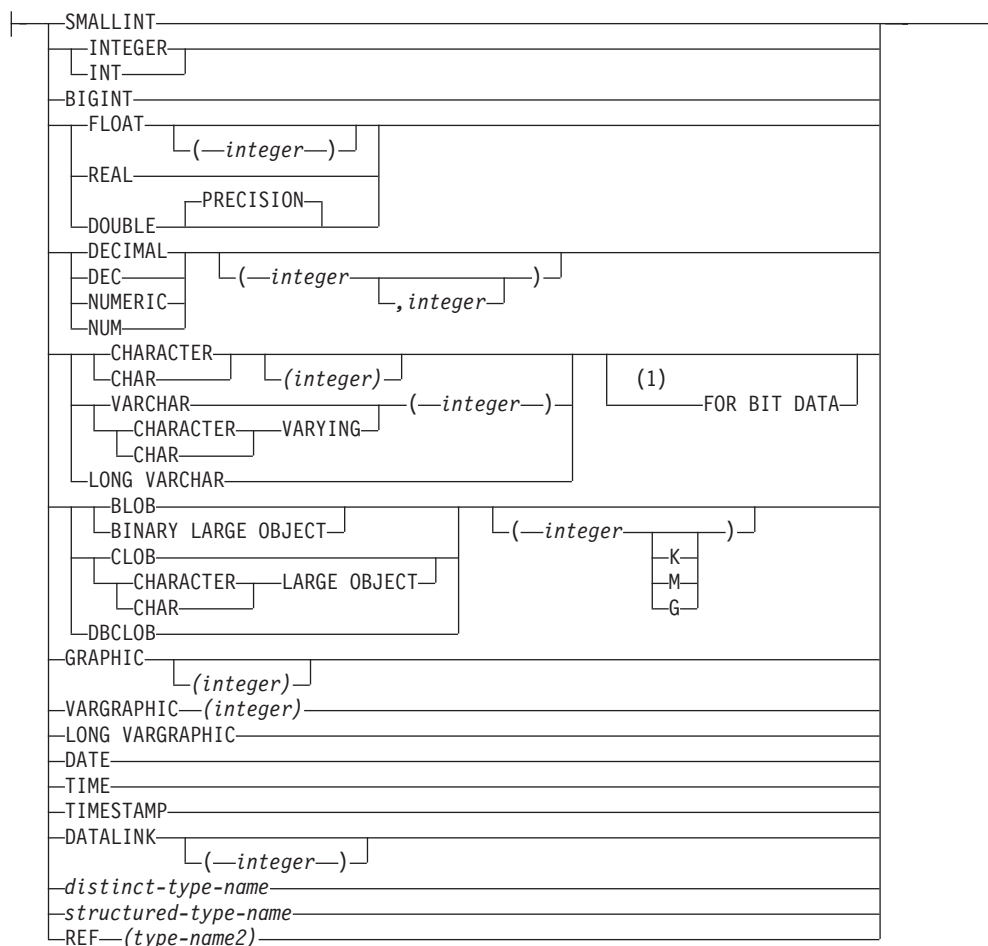 SMALLINT
INTEGER
INT
BIGINT
FLOAT
( integer )
REAL
PRECISION
DOUBLE
DECIMAL
DEC ( integer )
NUMERIC ,integer
NUM
CHARACTER
CHAR (integer) (1)
VARCHAR ( integer ) FOR BIT DATA
CHARACTER VARYING
CHAR
LONG VARCHAR
BLOB
BINARY LARGE OBJECT ( integer )
CLOB K
CHARACTER LARGE OBJECT M
CHAR G
DBCLOB
GRAPHIC
(integer)
VARGRAPHIC (integer)
LONG VARGRAPHIC
DATE
TIME
TIMESTAMP
DATALINK
( integer )
distinct-type-name
structured-type-name
REF (type-name2)